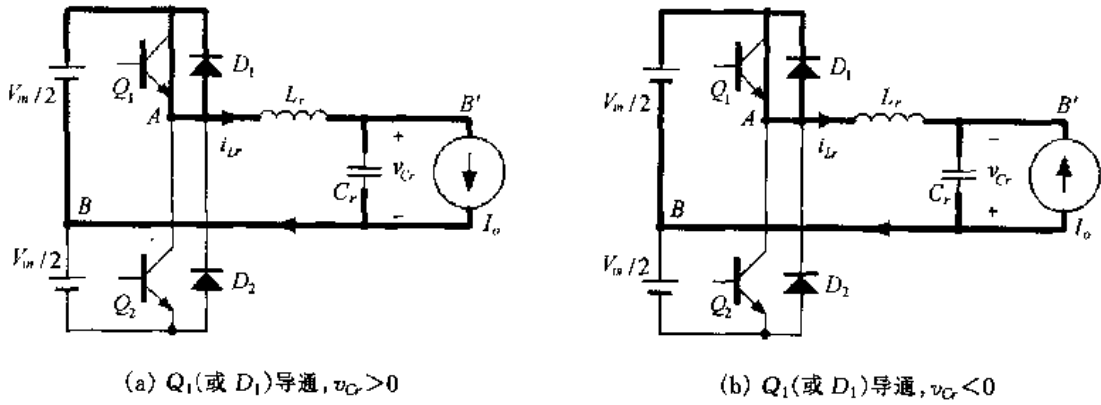 V_in/2
Q_1
D_1
A
i_Lr
L_r
B'
+
v_Cr
C_r
−
I_o
B
V_in/2
Q_2
D_2
(a) Q_1(或 D_1)导通,v_Cr>0
V_in/2
Q_1
D_1
A
i_Lr
L_r
B'
−
v_Cr
C_r
+
I_o
B
V_in/2
Q_2
D_2
(b) Q_1(或 D_1)导通,v_Cr<0